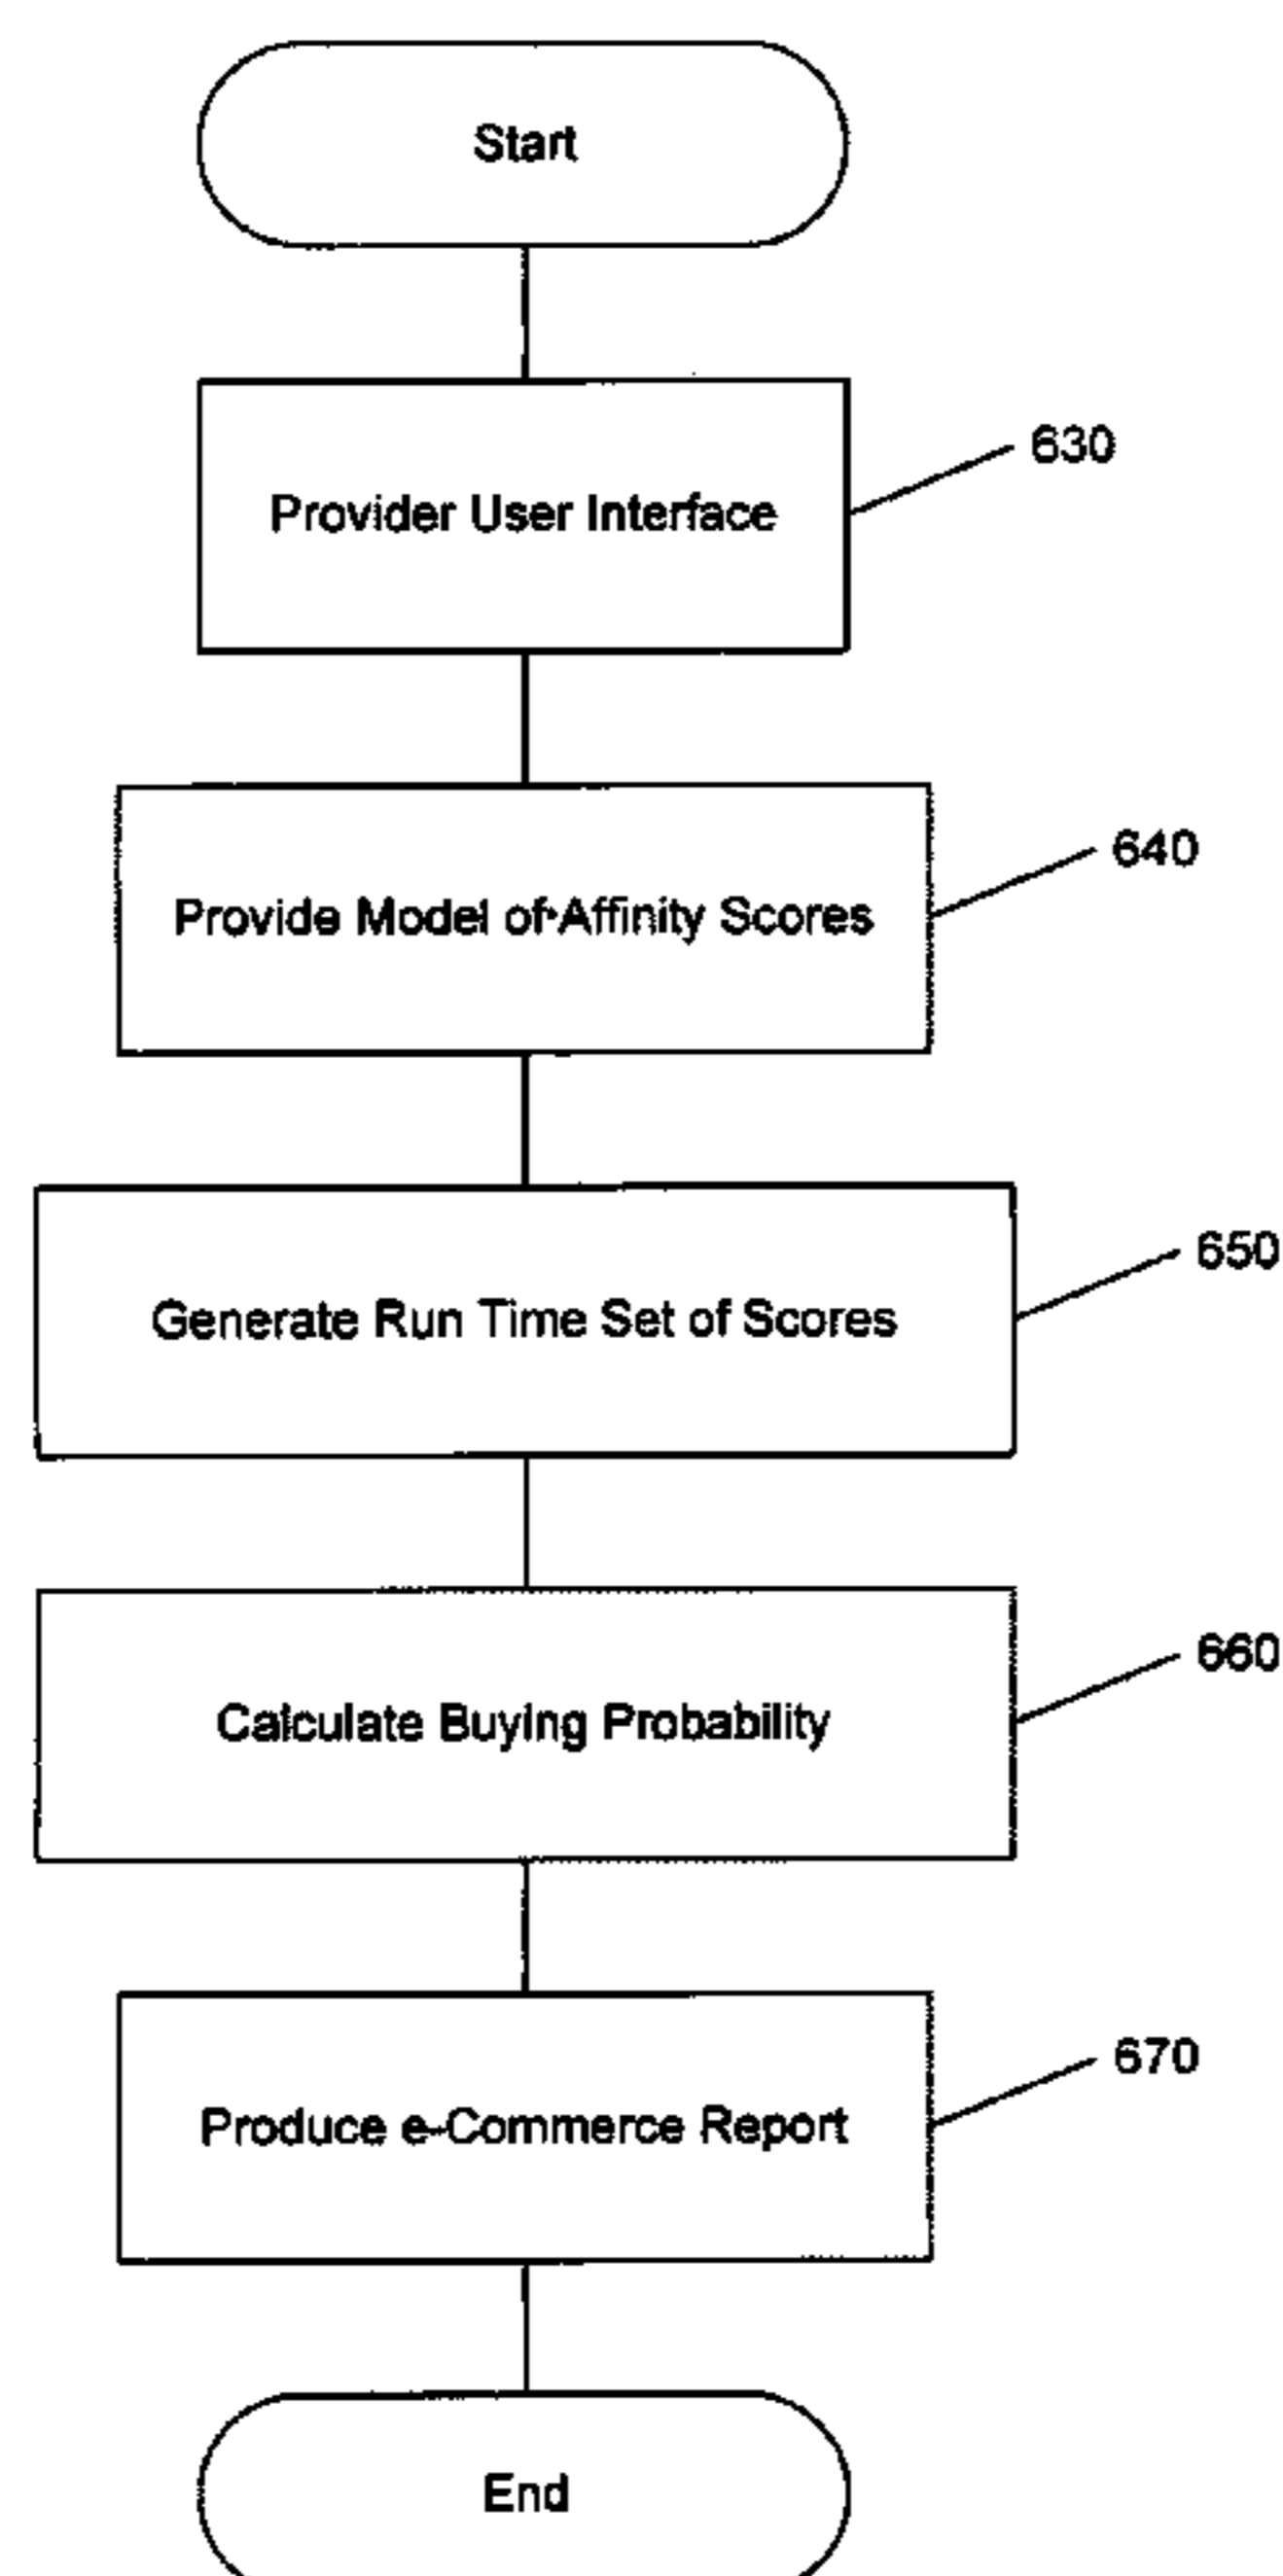 Start
Provider User Interface
630
Provide Model of Affinity Scores
640
Generate Run Time Set of Scores
650
Calculate Buying Probability
660
Produce e-Commerce Report
670
End